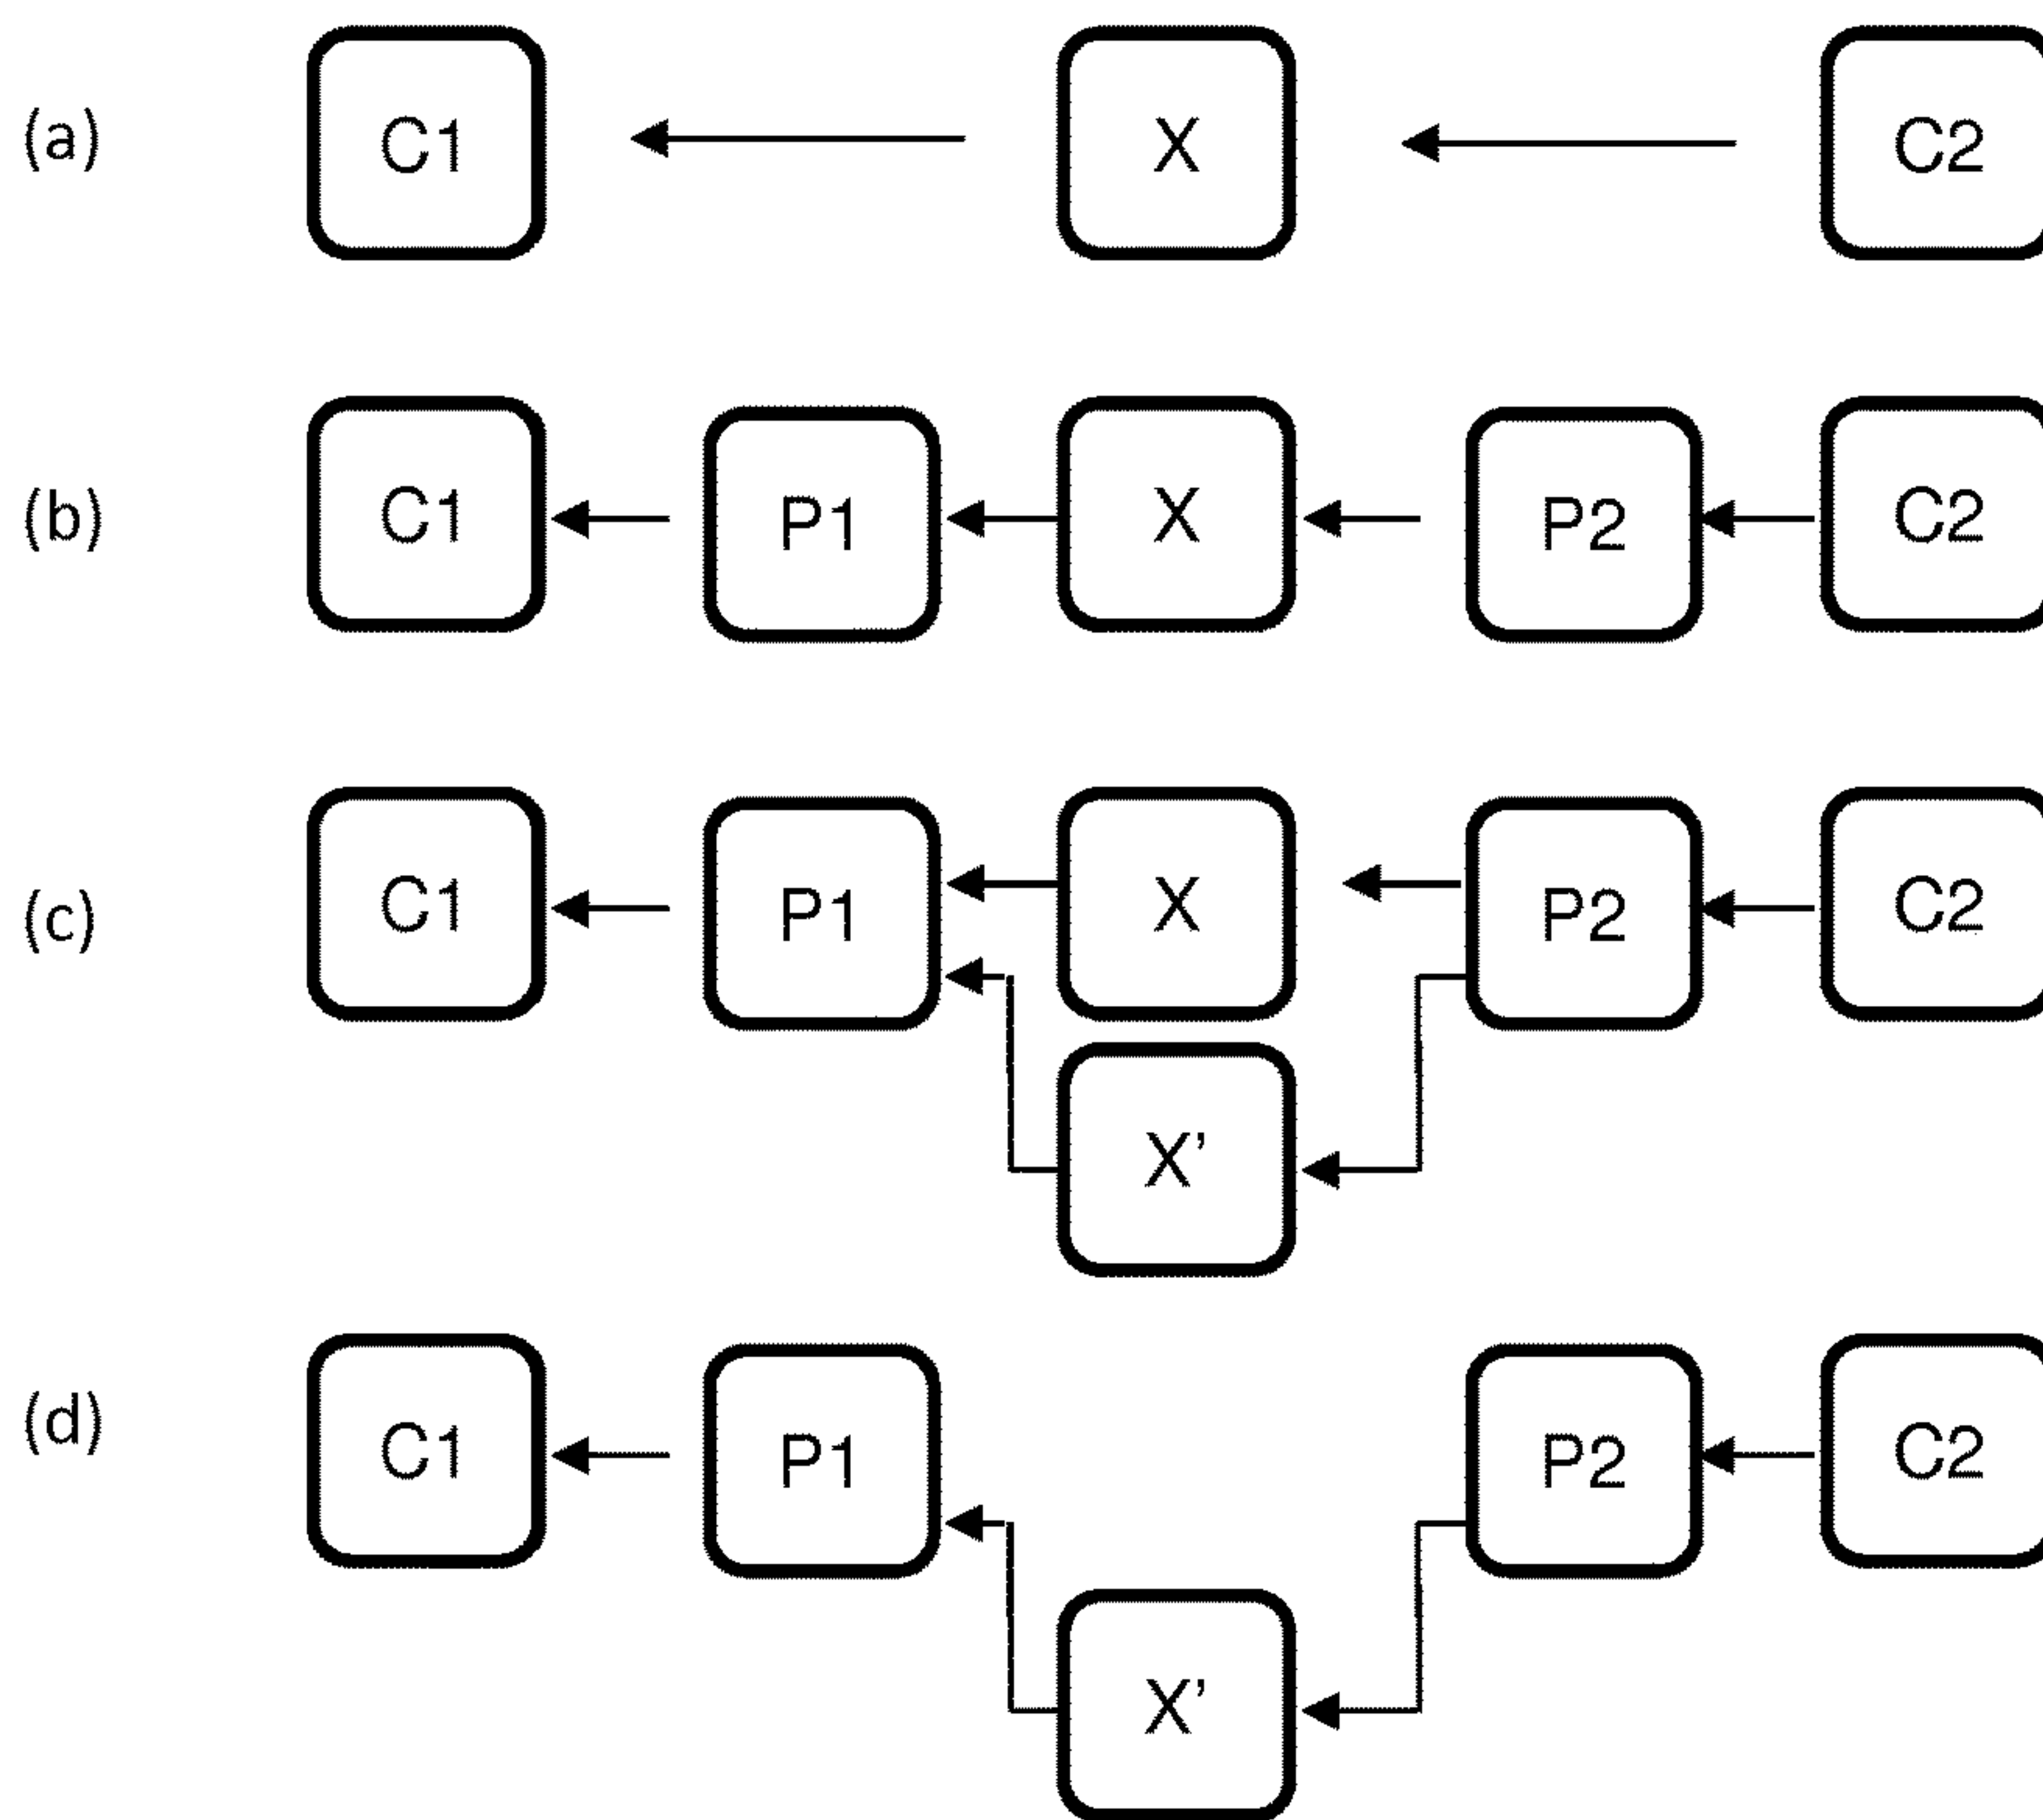 (a) C1 X C2
(b) C1 P1 X P2 C2
(c) C1 P1 X P2 C2
X’
(d) C1 P1 P2 C2
X’